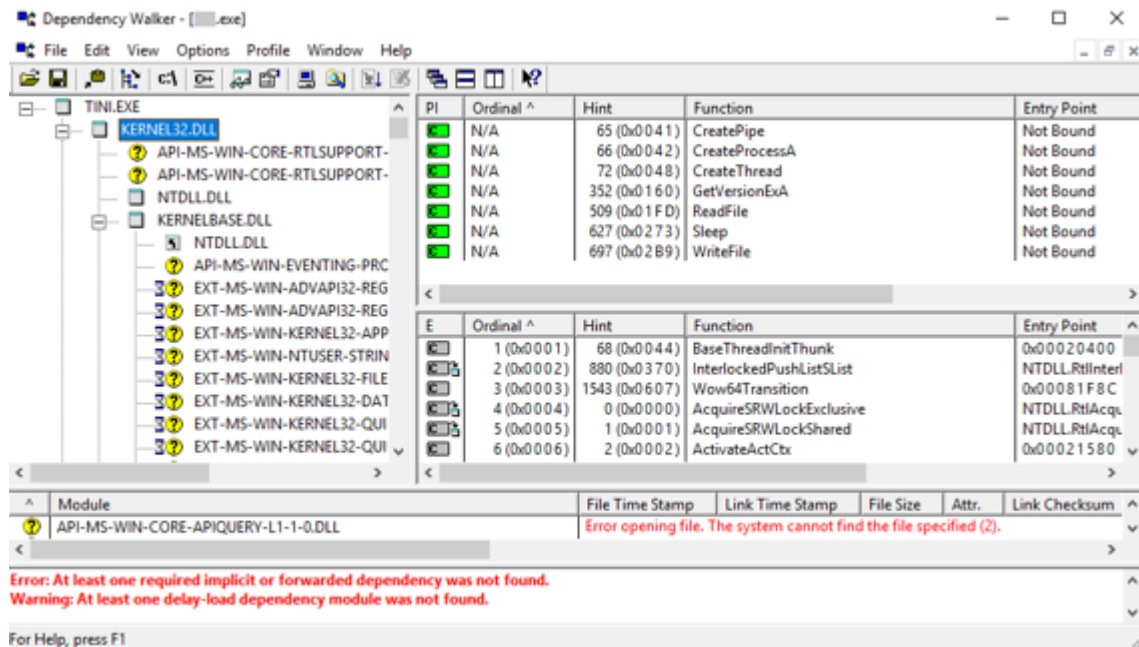 Dependency Walker - [ .exe]
File Edit View Options Profile Window Help
TINI.EXE
KERNEL32.DLL
API-MS-WIN-CORE-RTLSUPPORT-
API-MS-WIN-CORE-RTLSUPPORT-
NTDLL.DLL
KERNELBASE.DLL
NTDLL.DLL
API-MS-WIN-EVENTING-PRC
EXT-MS-WIN-ADVAPI32-REG
EXT-MS-WIN-ADVAPI32-REG
EXT-MS-WIN-KERNEL32-APP
EXT-MS-WIN-NTUSER-STRIN
EXT-MS-WIN-KERNEL32-FILE
EXT-MS-WIN-KERNEL32-DAT
EXT-MS-WIN-KERNEL32-QUI
EXT-MS-WIN-KERNEL32-QUI
PI Ordinal ^ Hint Function Entry Point
C N/A 65 (0x0041) CreatePipe Not Bound
C N/A 66 (0x0042) CreateProcessA Not Bound
C N/A 72 (0x0048) CreateThread Not Bound
C N/A 352 (0x0160) GetVersionExA Not Bound
C N/A 509 (0x01FD) ReadFile Not Bound
C N/A 627 (0x0273) Sleep Not Bound
C N/A 697 (0x02B9) WriteFile Not Bound
E Ordinal ^ Hint Function Entry Point
C 1 (0x0001) 68 (0x0044) BaseThreadInitThunk 0x00020400
C 2 (0x0002) 880 (0x0370) InterlockedPushListSList NTDLL.RtlInterl
C 3 (0x0003) 1543 (0x0607) Wow64Transition 0x00081F8C
C 4 (0x0004) 0 (0x0000) AcquireSRWLockExclusive NTDLL.RtlAcqu
C 5 (0x0005) 1 (0x0001) AcquireSRWLockShared NTDLL.RtlAcqu
C 6 (0x0006) 2 (0x0002) ActivateActCtx 0x00021580
^ Module File Time Stamp Link Time Stamp File Size Attr. Link Checksum
API-MS-WIN-CORE-APIQUERY-L1-1-0.DLL Error opening file. The system cannot find the file specified (2).
Error: At least one required implicit or forwarded dependency was not found.
Warning: At least one delay-load dependency module was not found.
For Help, press F1